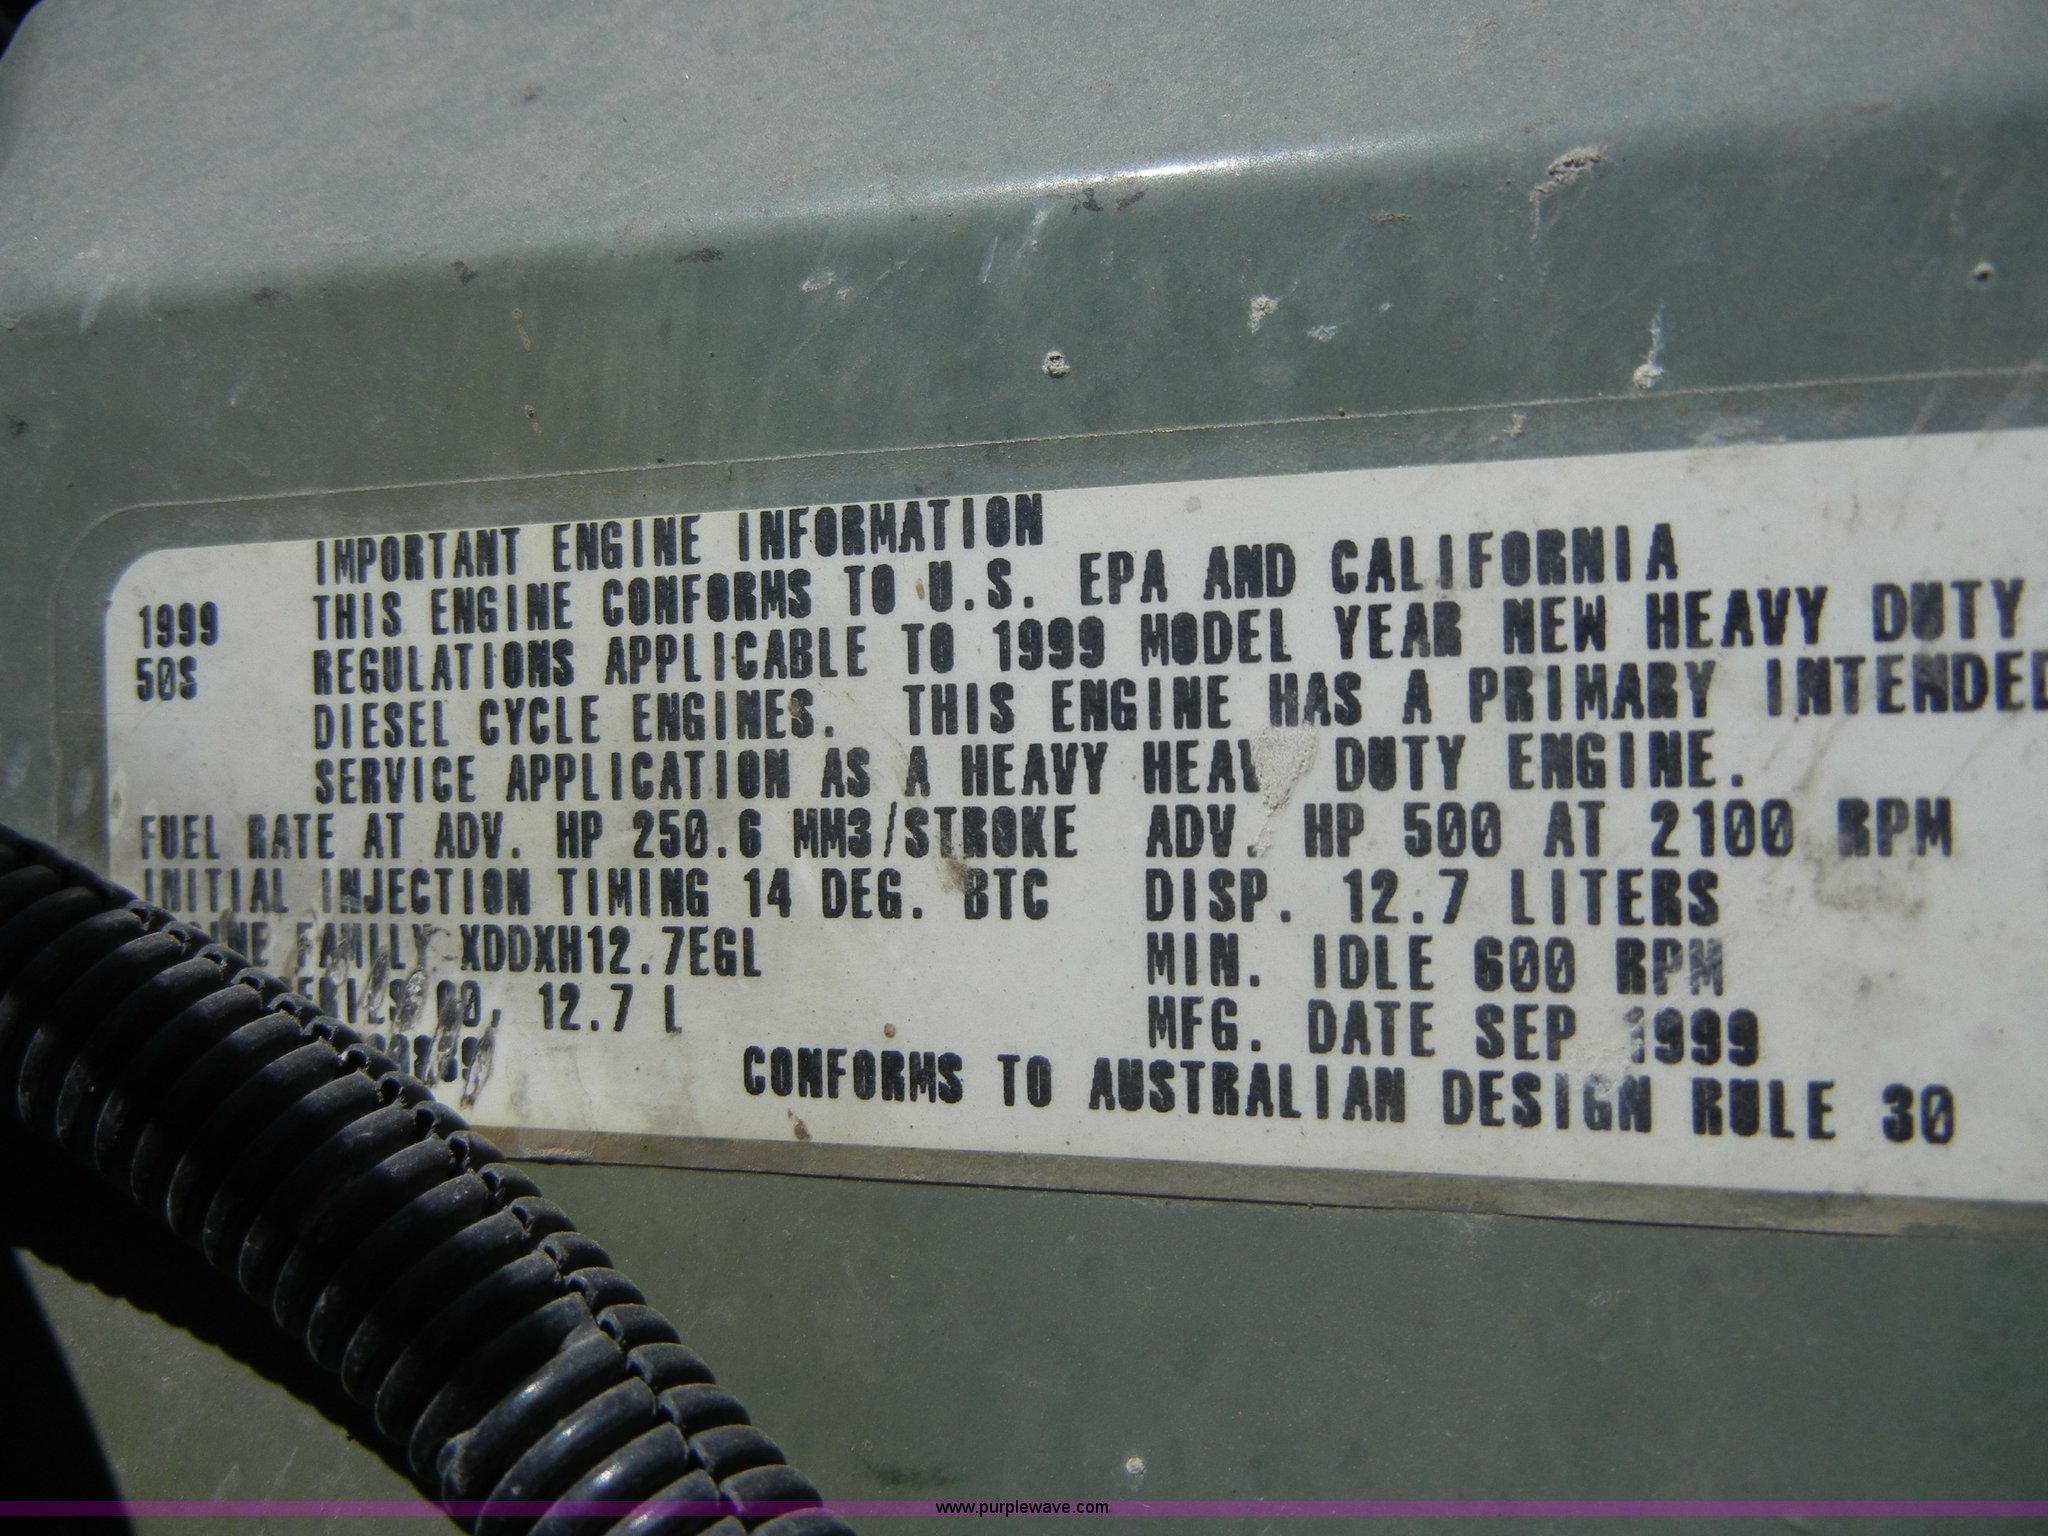 IMPORTANT ENGINE INFORMATION
1999 THIS ENGINE CONFORMS TO U.S. EPA AND CALIFORNIA
50S REGULATIONS APPLICABLE TO 1999 MODEL YEAR NEW HEAVY DUTY
DIESEL CYCLE ENGINES. THIS ENGINE HAS A PRIMARY INTENDED
SERVICE APPLICATION AS A HEAVY HEAV DUTY ENGINE.
FUEL RATE AT ADV. HP 250.6 MM3/STROKE ADV. HP 500 AT 2100 RPM
INITIAL INJECTION TIMING 14 DEG. BTC DISP. 12.7 LITERS
FAMILY XDDXH12.7EGL MIN. IDLE 600 RPM
12.7 L MFG. DATE SEP 1999
CONFORMS TO AUSTRALIAN DESIGN RULE 30
www.purplewave.com